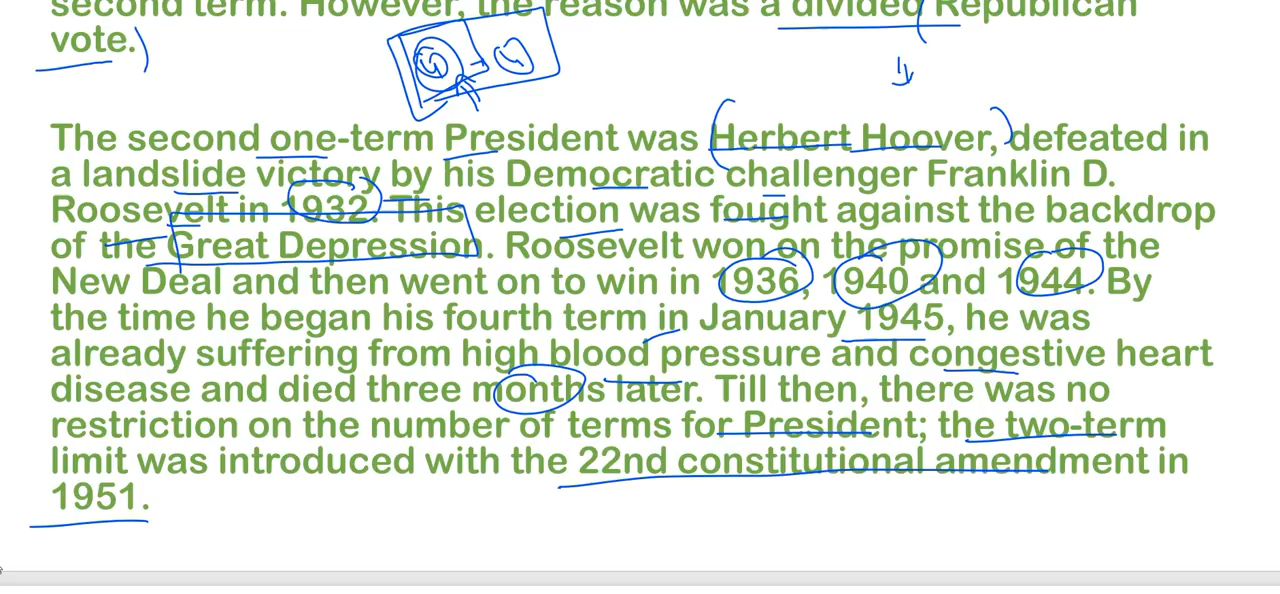 second term. However, the reason was a divided Republican
vote.
The second one-term President was Herbert Hoover, defeated in
a landslide victory by his Democratic challenger Franklin D.
Roosevelt in 1932. This election was fought against the backdrop
of the Great Depression. Roosevelt won on the promise of the
New Deal and then went on to win in 1936, 1940 and 1944. By
the time he began his fourth term in January 1945, he was
already suffering from high blood pressure and congestive heart
disease and died three months later. Till then, there was no
restriction on the number of terms for President; the two-term
limit was introduced with the 22nd constitutional amendment in
1951.